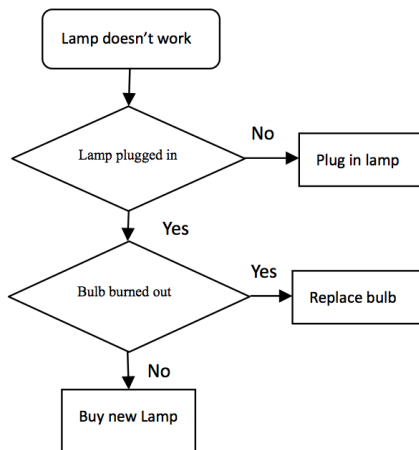 Lamp doesn't work
Lamp plugged in
No
Plug in lamp
Yes
Bulb burned out
Yes
Replace bulb
No
Buy new Lamp